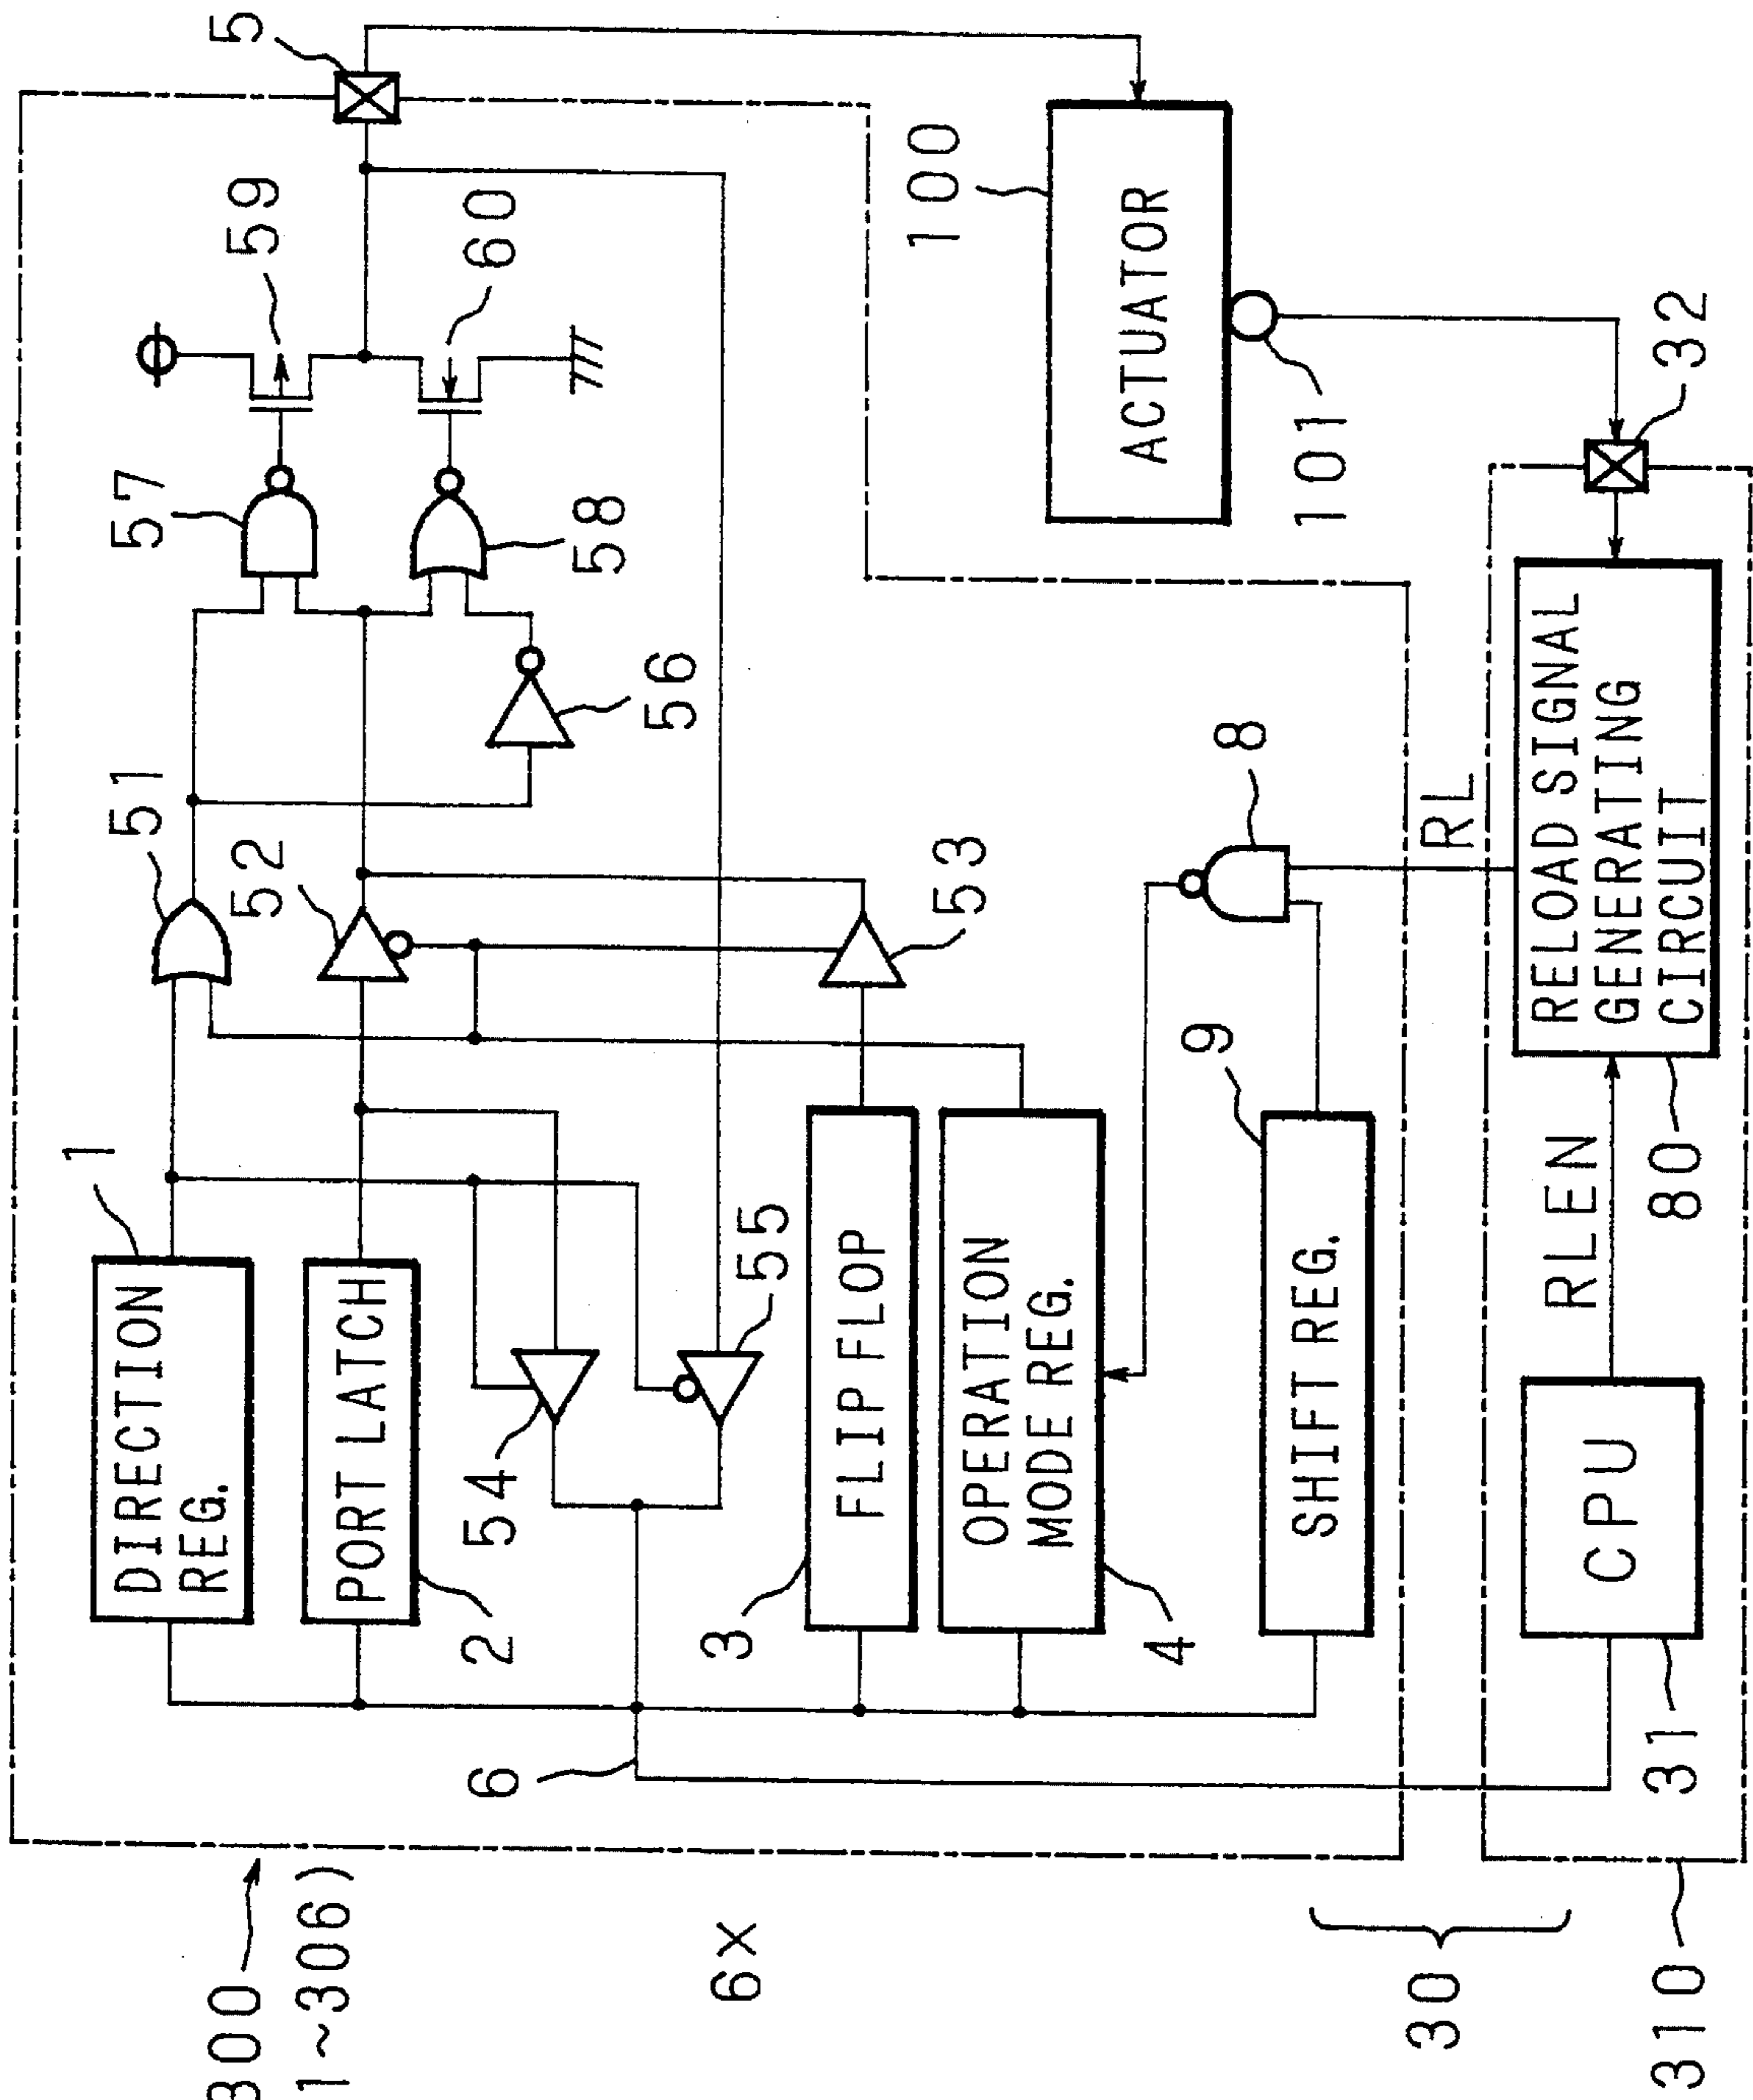 300
1~306)
6x
30
310
6
1
DIRECTION
REG.
2
PORT LATCH
54
55
3
FLIP FLOP
4
OPERATION
MODE REG.
9
SHIFT REG.
31
CPU
RLEN
80
RELOAD SIGNAL
GENERATING
CIRCUIT
RL
8
51
52
53
56
57
58
59
60
5
100
ACTUATOR
101
32